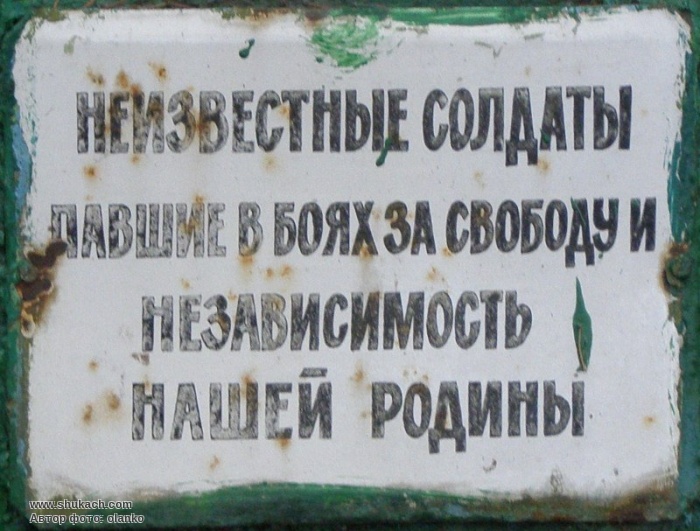 НЕИЗВЕСТНЫЕ СОЛДАТЫ
ПАВШИЕ В БОЯХ ЗА СВОБОДУ И
НЕЗАВИСИМОСТЬ
НАШЕЙ РОДИНЫ
www.shukach.com
Автор фото: olanko